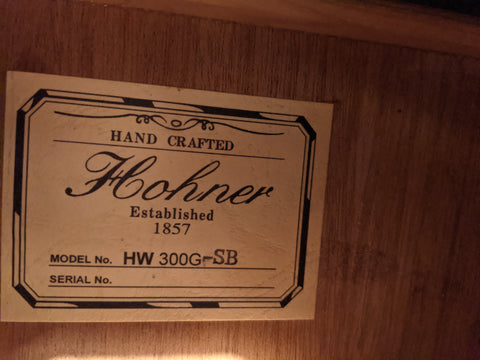 HAND CRAFTED
Hohner
Established
1857
MODEL No. HW 300G-SB
SERIAL No.